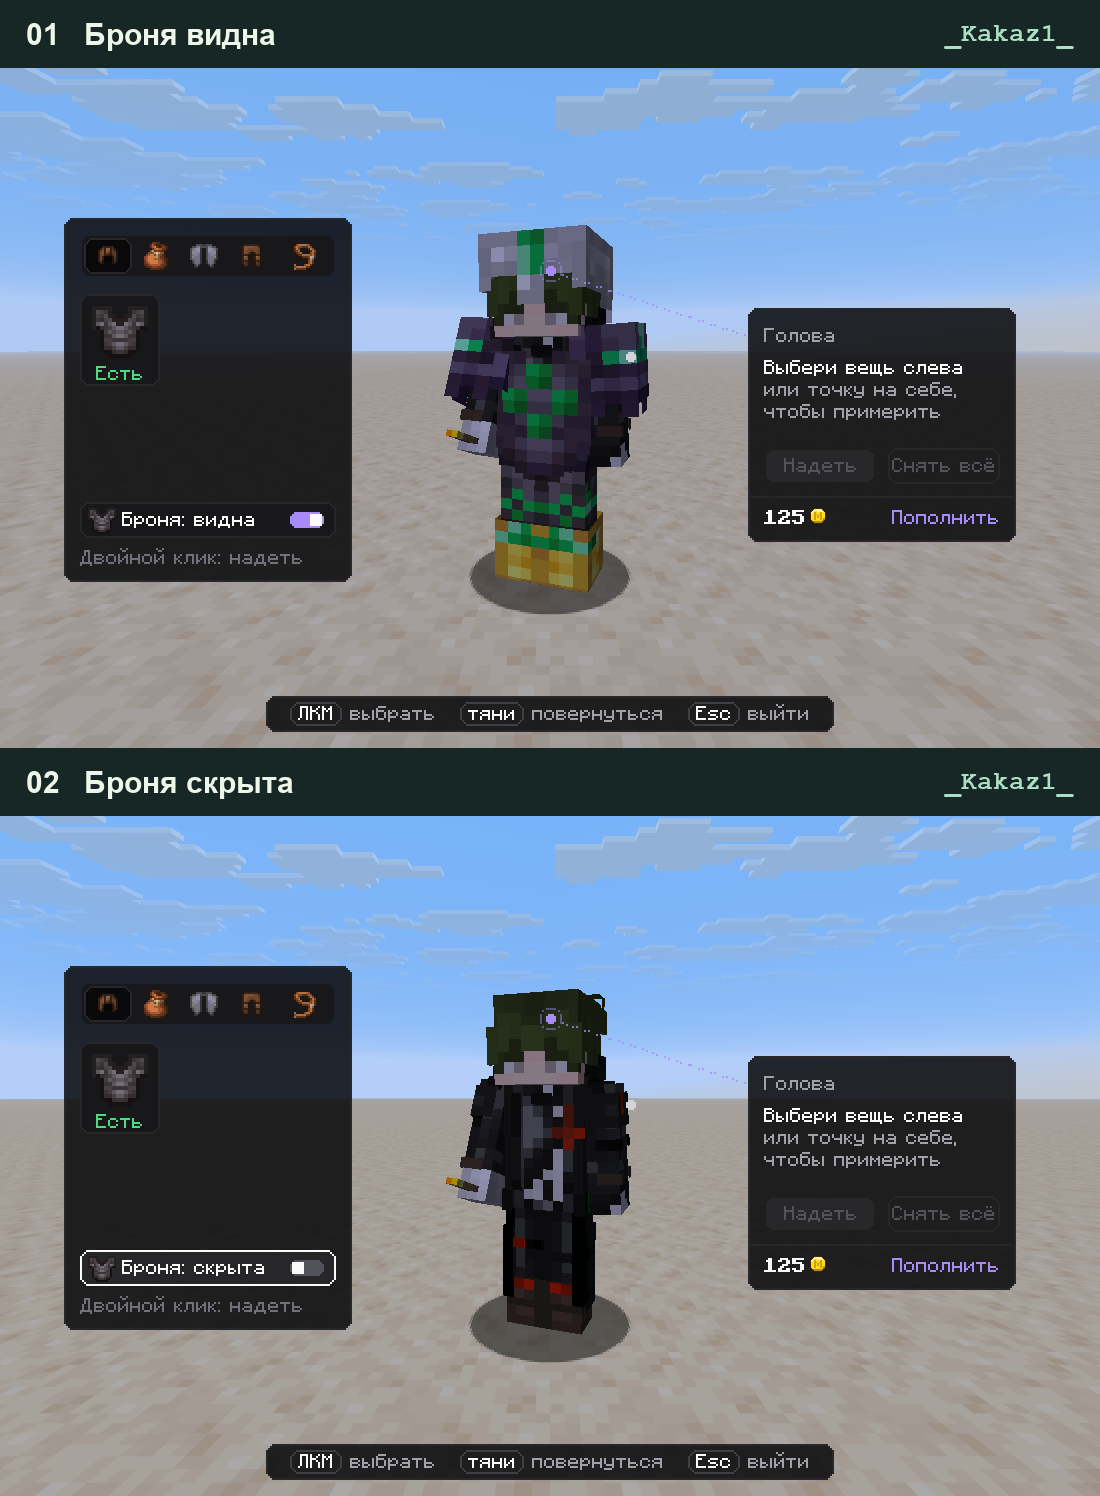 01 Броня видна
_Kakaz1_
Есть
Броня: видна
Двойной клик: надеть
Голова
Выбери вещь слева
или точку на себе,
чтобы примерить
Надеть Снять всё
125 Пополнить
ЛКМ выбрать тяни повернуться Esc выйти
02 Броня скрыта
_Kakaz1_
Есть
Броня: скрыта
Двойной клик: надеть
Голова
Выбери вещь слева
или точку на себе,
чтобы примерить
Надеть Снять всё
125 Пополнить
ЛКМ выбрать тяни повернуться Esc выйти